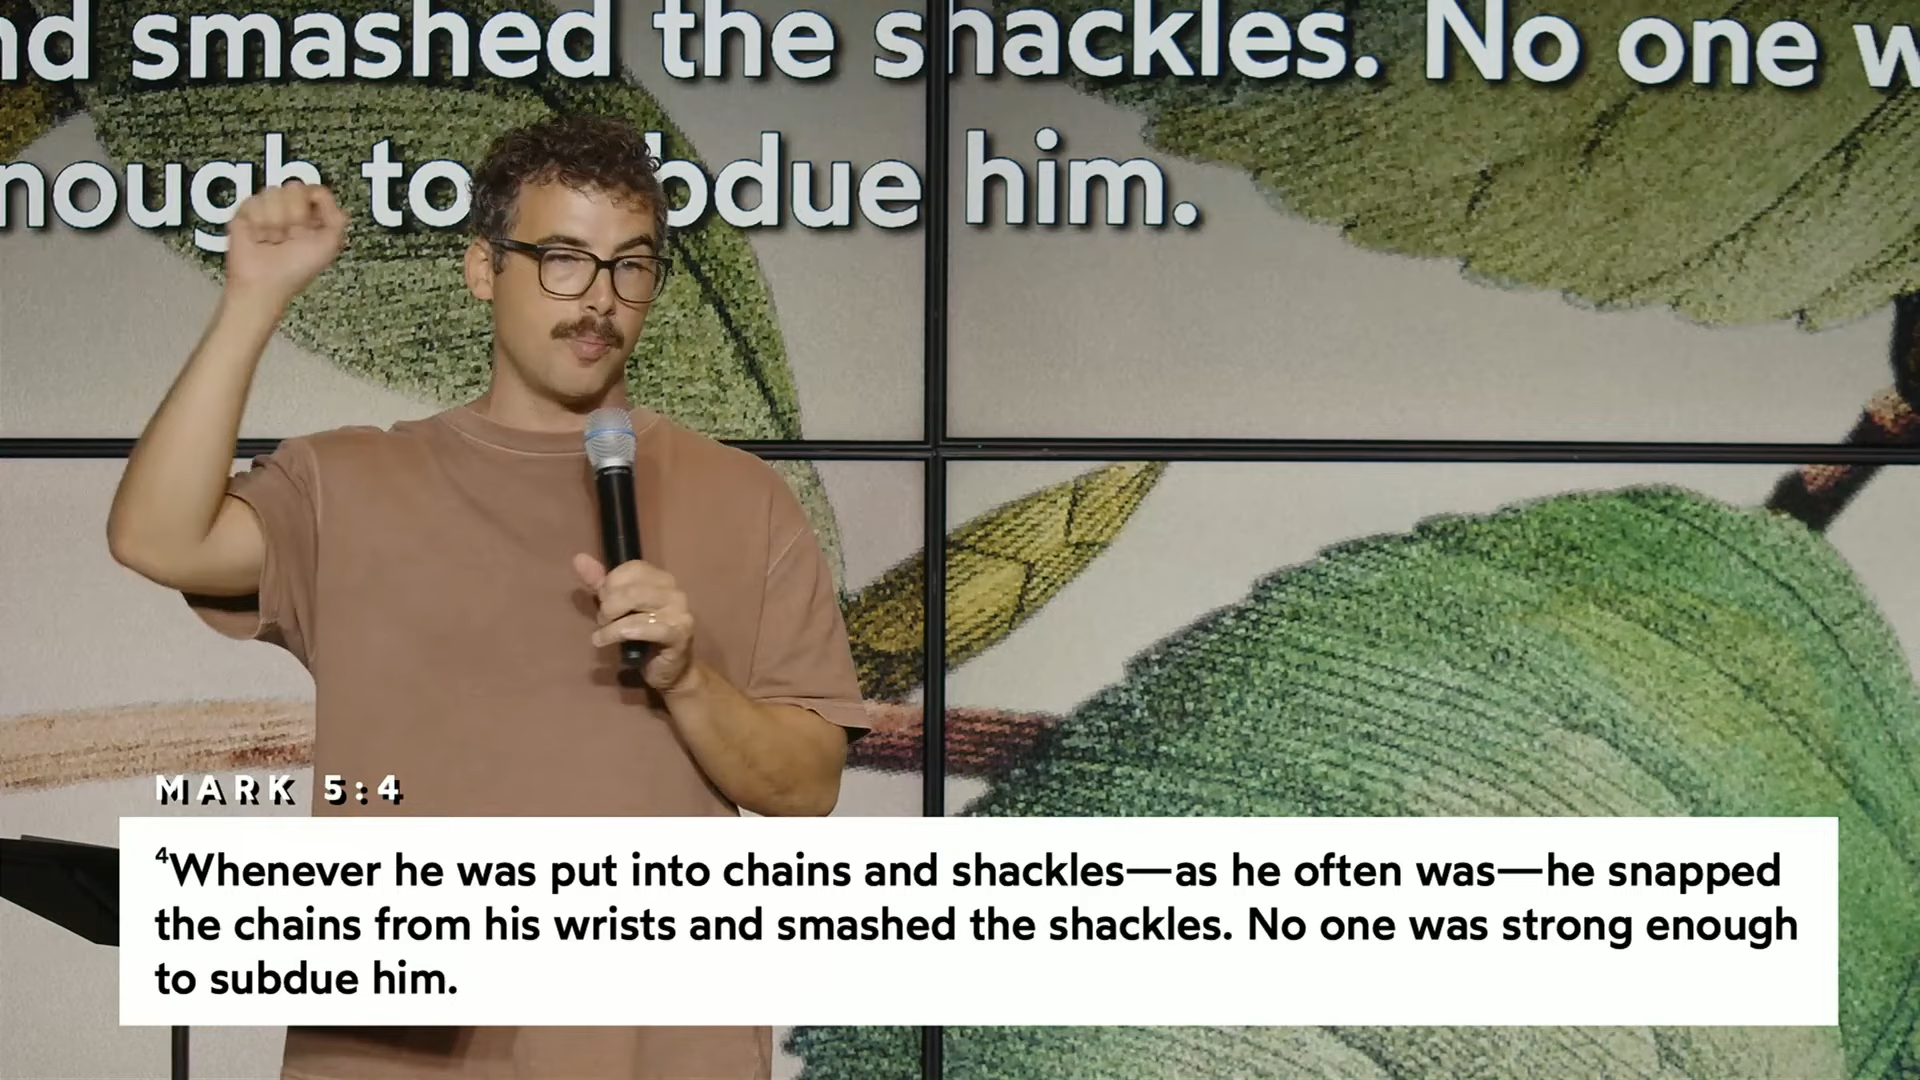 nd smashed the shackles. No one w
nough to bdue him.
MARK 5:4
⁴Whenever he was put into chains and shackles—as he often was—he snapped
the chains from his wrists and smashed the shackles. No one was strong enough
to subdue him.